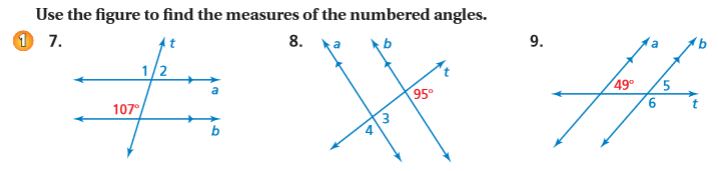 Use the figure to find the measures of the numbered angles.
1 7. 8. 9.
t
1 2
a
107°
b
a b
t
95°
3
4
a b
49° 5
6 t